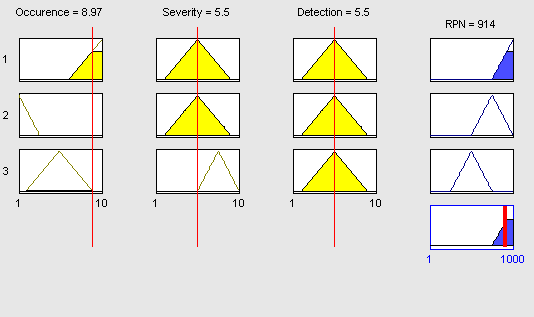 Occurence = 8.97
Severity = 5.5
Detection = 5.5
RPN = 914
1
2
3
1 10
1 10
1 10
1 1000